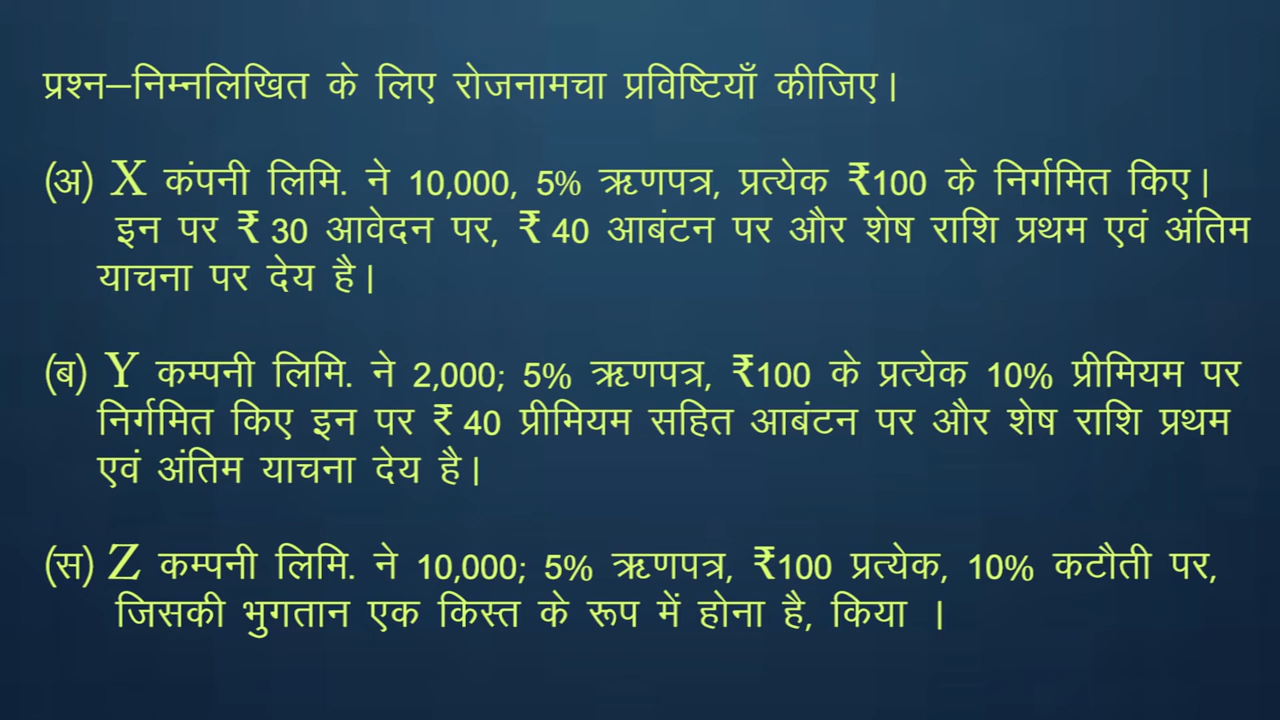 प्रश्न–निम्नलिखित के लिए रोजनामचा प्रविष्टियाँ कीजिए।
(अ) X कंपनी लिमि. ने 10,000, 5% ऋणपत्र, प्रत्येक ₹100 के निर्गमित किए।
इन पर ₹ 30 आवेदन पर, ₹ 40 आबंटन पर और शेष राशि प्रथम एवं अंतिम
याचना पर देय है।
(ब) Y कम्पनी लिमि. ने 2,000; 5% ऋणपत्र, ₹100 के प्रत्येक 10% प्रीमियम पर
निर्गमित किए इन पर ₹ 40 प्रीमियम सहित आबंटन पर और शेष राशि प्रथम
एवं अंतिम याचना देय है।
(स) Z कम्पनी लिमि. ने 10,000; 5% ऋणपत्र, ₹100 प्रत्येक, 10% कटौती पर,
जिसकी भुगतान एक किस्त के रूप में होना है, किया ।